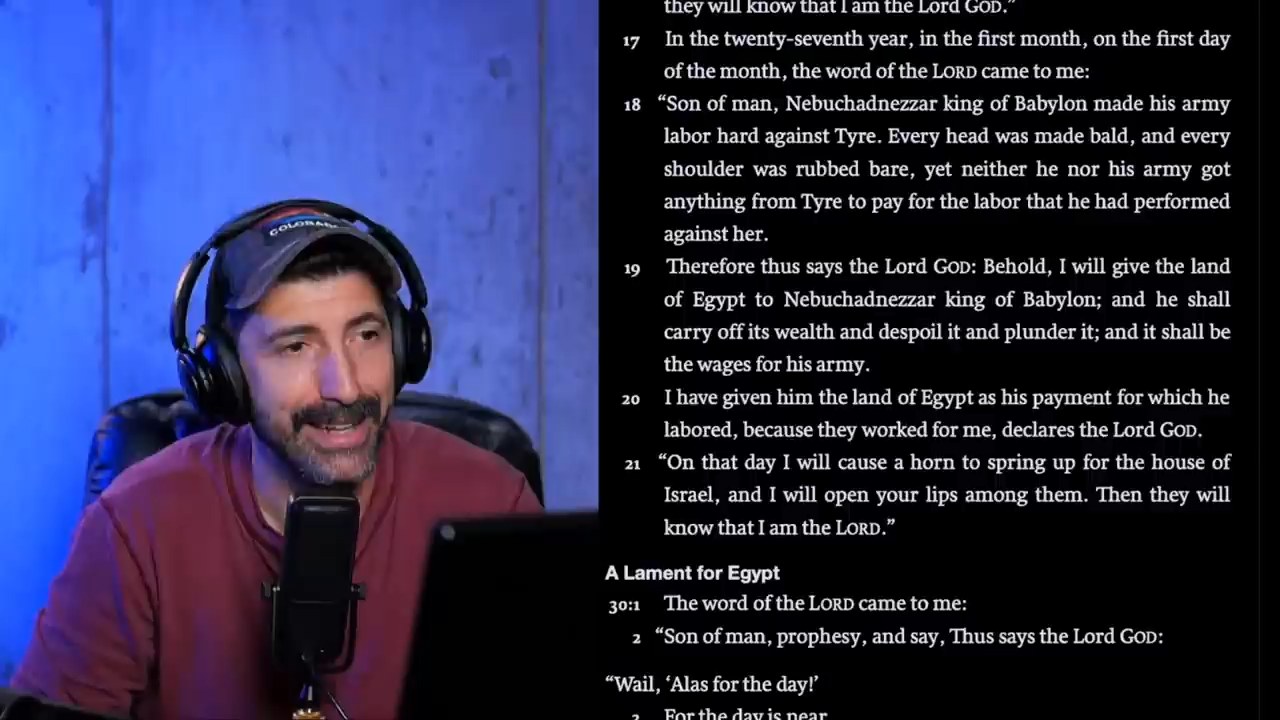 COLORADO
they will know that I am the Lord GOD.”
17 In the twenty-seventh year, in the first month, on the first day
of the month, the word of the LORD came to me:
18 “Son of man, Nebuchadnezzar king of Babylon made his army
labor hard against Tyre. Every head was made bald, and every
shoulder was rubbed bare, yet neither he nor his army got
anything from Tyre to pay for the labor that he had performed
against her.
19 Therefore thus says the Lord GOD: Behold, I will give the land
of Egypt to Nebuchadnezzar king of Babylon; and he shall
carry off its wealth and despoil it and plunder it; and it shall be
the wages for his army.
20 I have given him the land of Egypt as his payment for which he
labored, because they worked for me, declares the Lord GOD.
21 “On that day I will cause a horn to spring up for the house of
Israel, and I will open your lips among them. Then they will
know that I am the LORD.”
A Lament for Egypt
30:1 The word of the LORD came to me:
2 “Son of man, prophesy, and say, Thus says the Lord GOD:
“Wail, ‘Alas for the day!’
3 For the day is near,